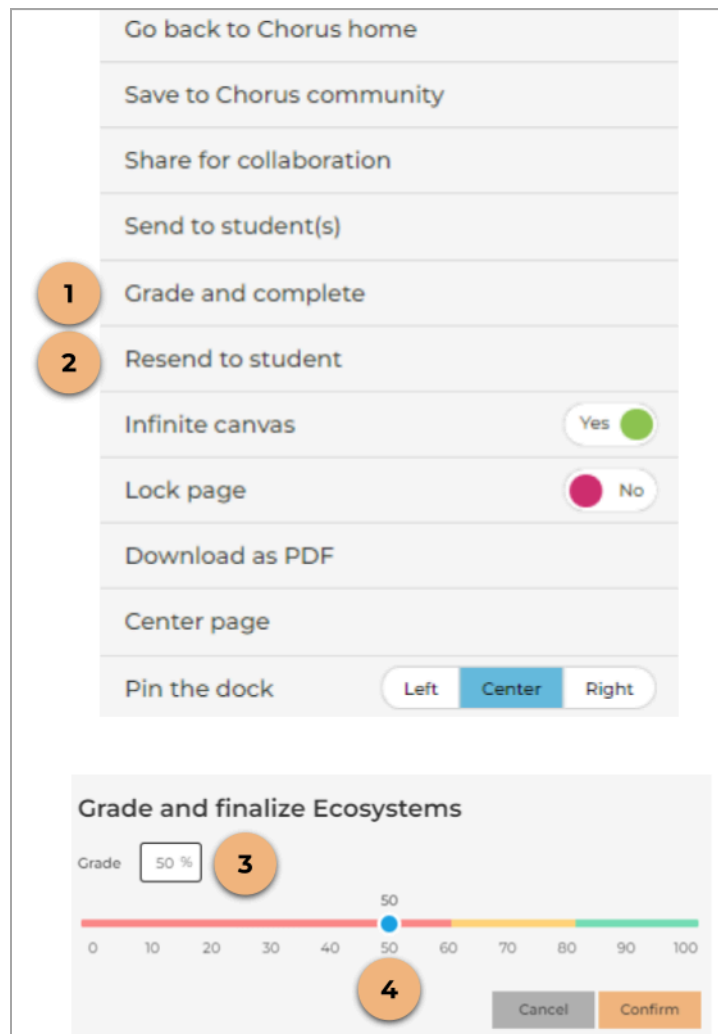 Go back to Chorus home
Save to Chorus community
Share for collaboration
Send to student(s)
1 Grade and complete
2 Resend to student
Infinite canvas Yes
Lock page No
Download as PDF
Center page
Pin the dock Left Center Right
Grade and finalize Ecosystems
Grade 50 % 3
50
0 10 20 30 40 50 60 70 80 90 100
4
Cancel Confirm